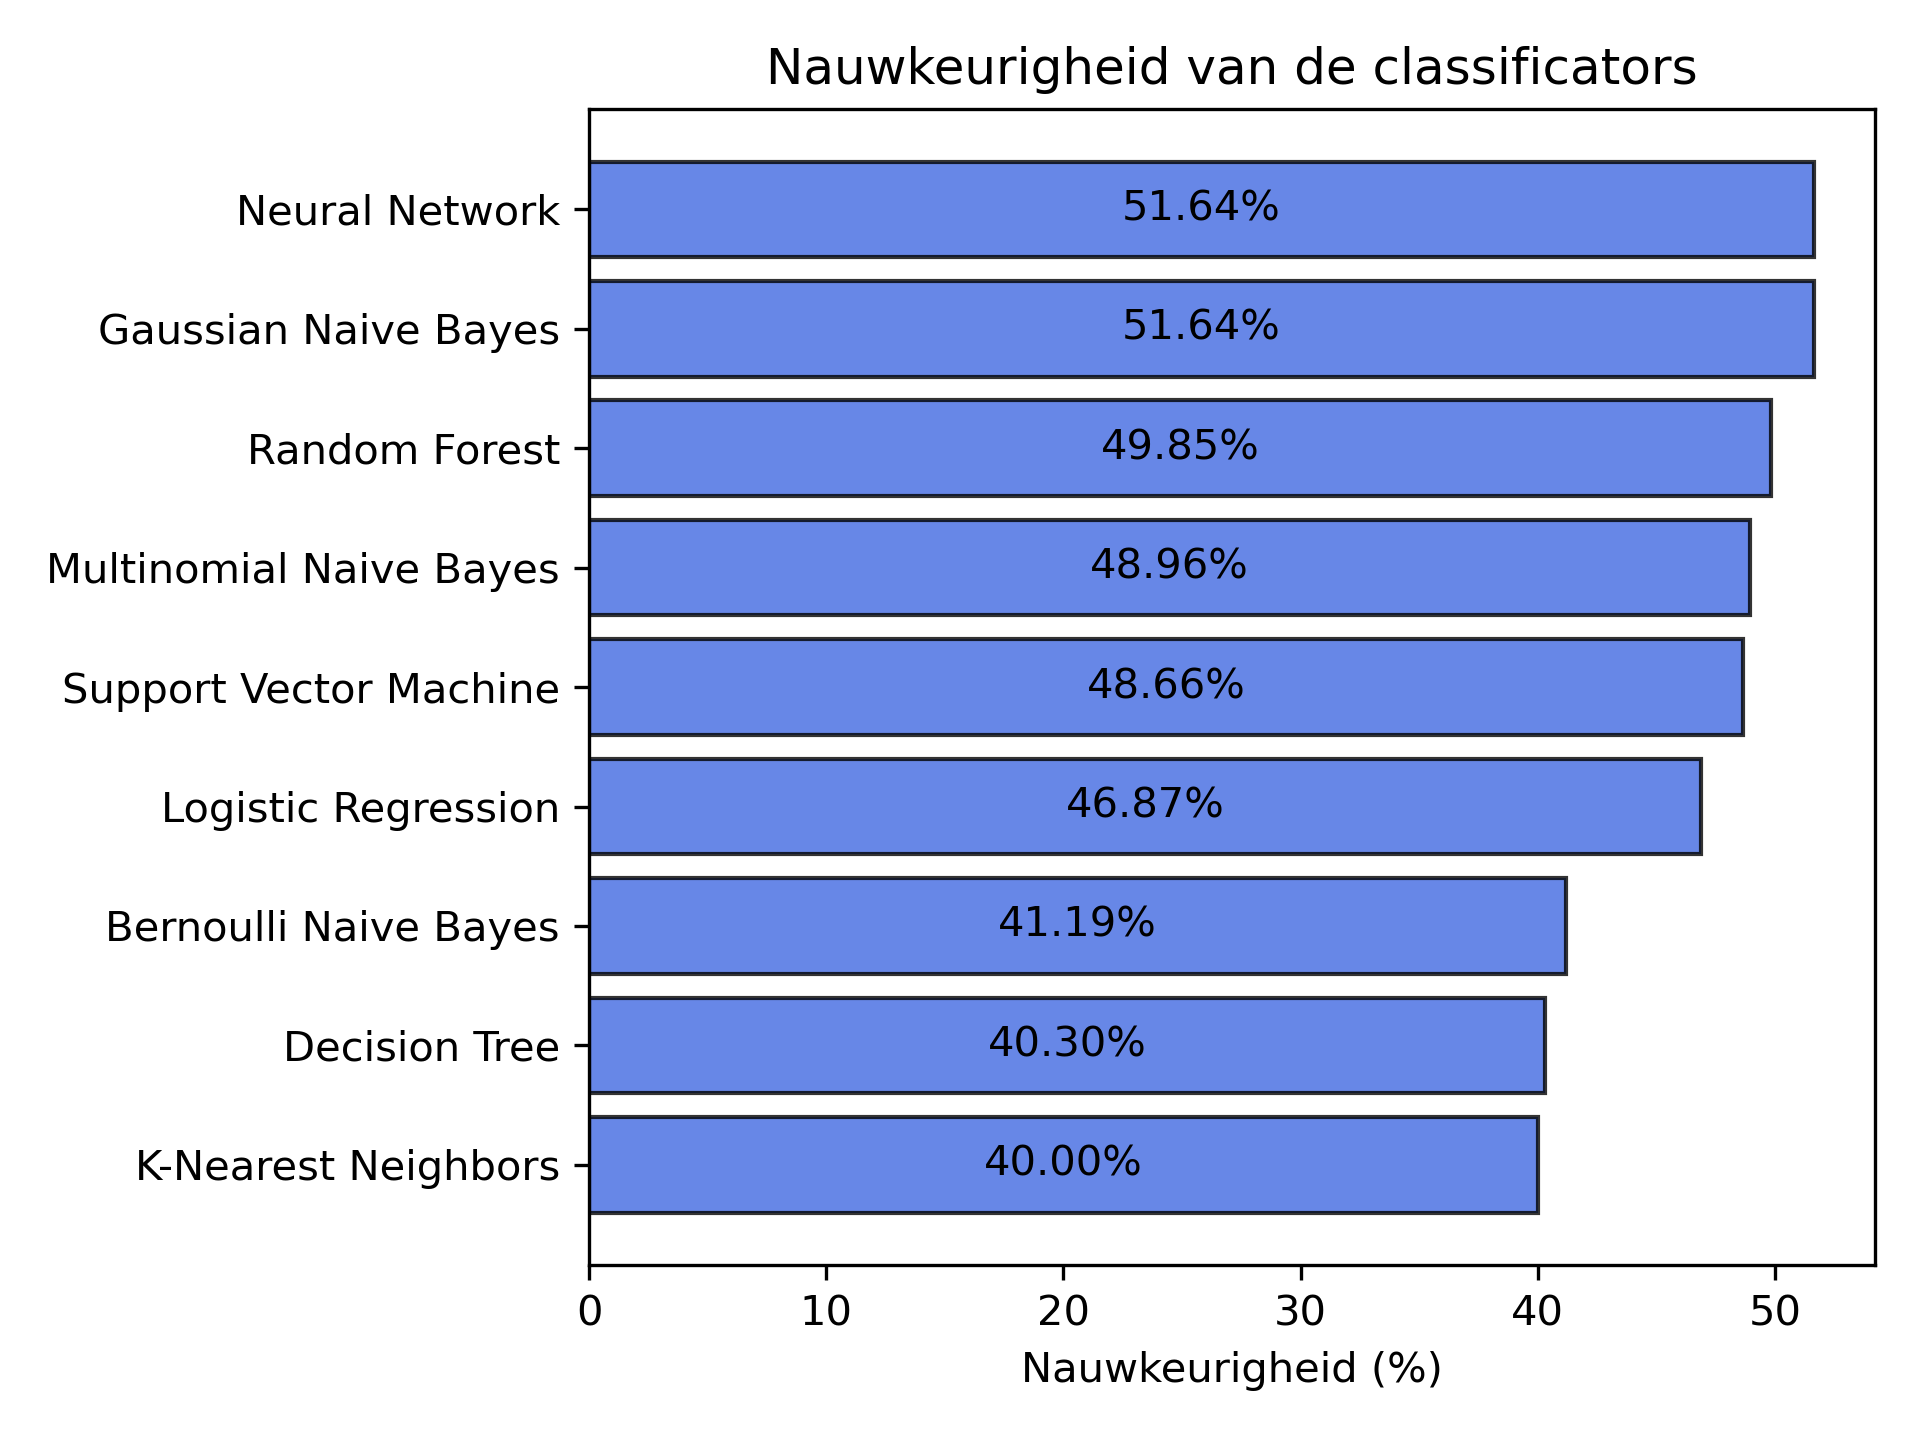 Nauwkeurigheid van de classificators
Neural Network
51.64%
Gaussian Naive Bayes
51.64%
Random Forest
49.85%
Multinomial Naive Bayes
48.96%
Support Vector Machine
48.66%
Logistic Regression
46.87%
Bernoulli Naive Bayes
41.19%
Decision Tree
40.30%
K-Nearest Neighbors
40.00%
0 10 20 30 40 50
Nauwkeurigheid (%)